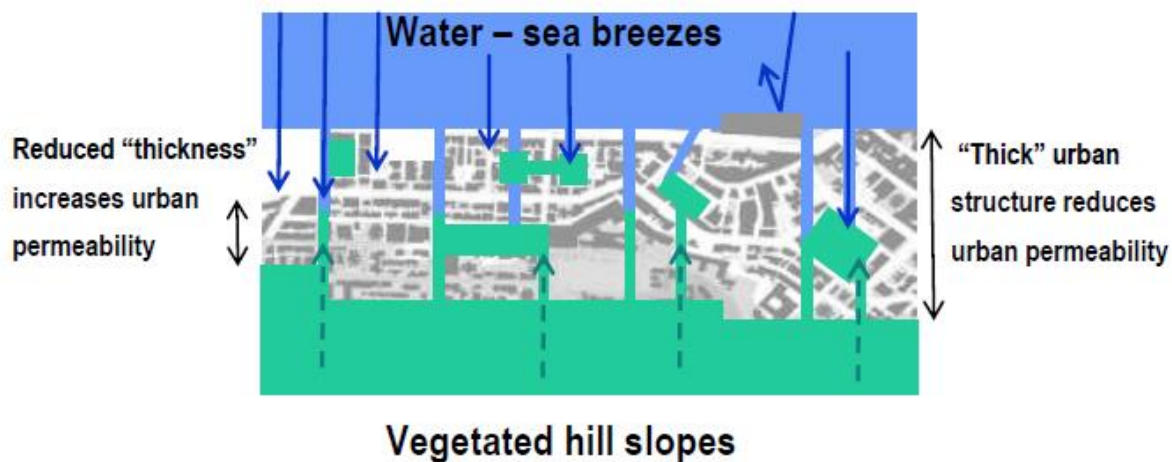 Water – sea breezes
Reduced “thickness”
increases urban
permeability
“Thick” urban
structure reduces
urban permeability
Vegetated hill slopes